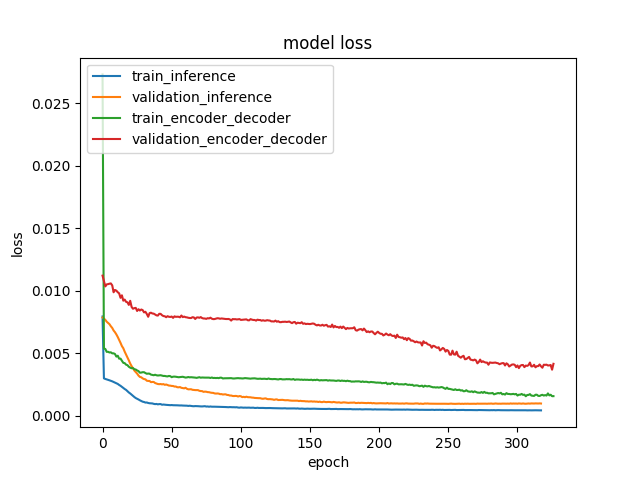 model loss
train_inference
validation_inference
train_encoder_decoder
validation_encoder_decoder
0.025
0.020
0.015
0.010
0.005
0.000
loss
0 50 100 150 200 250 300
epoch